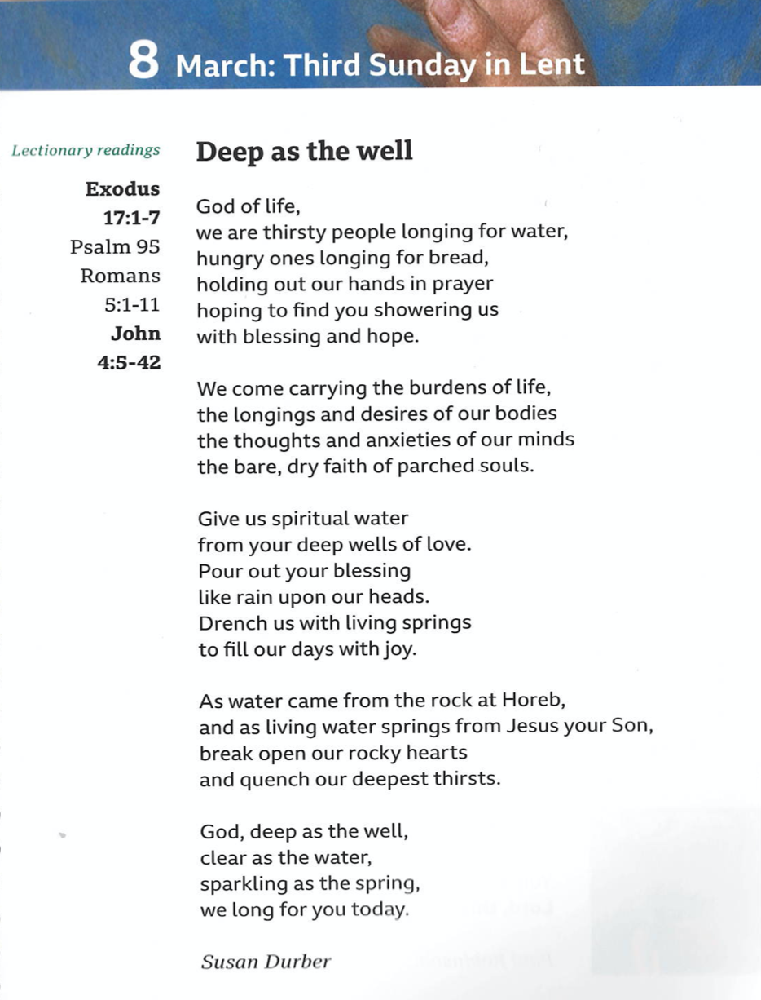 8 March: Third Sunday in Lent
Lectionary readings
Exodus
17:1-7
Psalm 95
Romans
5:1-11
John
4:5-42
Deep as the well
God of life,
we are thirsty people longing for water,
hungry ones longing for bread,
holding out our hands in prayer
hoping to find you showering us
with blessing and hope.
We come carrying the burdens of life,
the longings and desires of our bodies
the thoughts and anxieties of our minds
the bare, dry faith of parched souls.
Give us spiritual water
from your deep wells of love.
Pour out your blessing
like rain upon our heads.
Drench us with living springs
to fill our days with joy.
As water came from the rock at Horeb,
and as living water springs from Jesus your Son,
break open our rocky hearts
and quench our deepest thirsts.
God, deep as the well,
clear as the water,
sparkling as the spring,
we long for you today.
Susan Durber